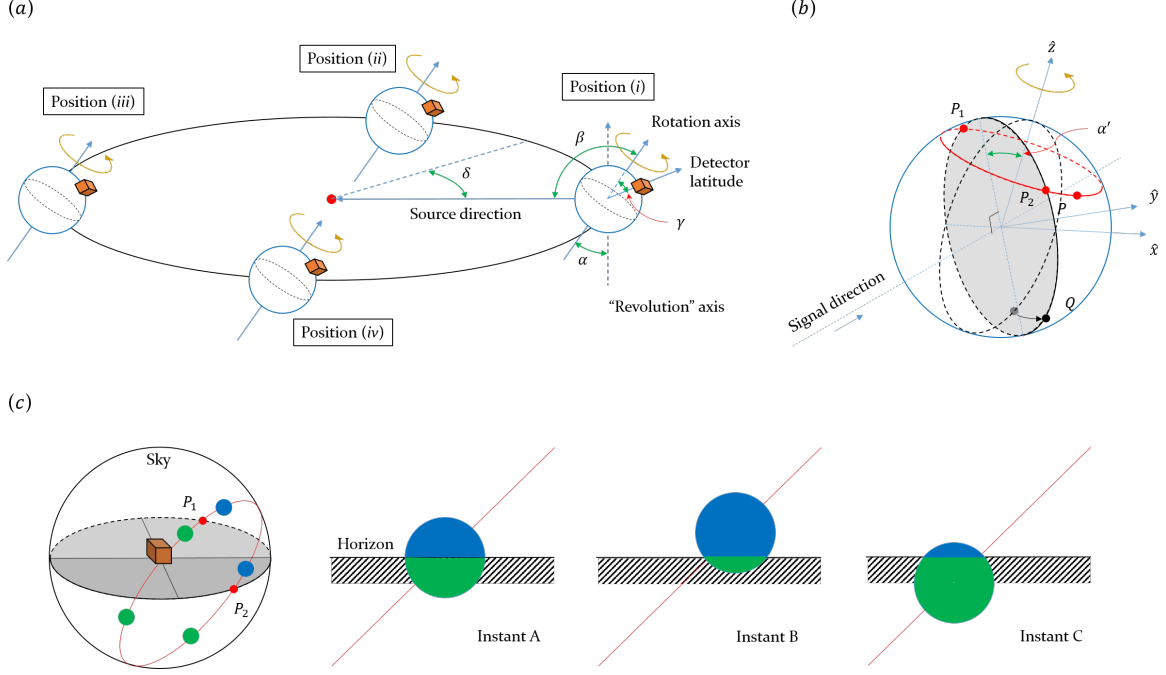 (a)
Position (i)
Position (ii)
Position (iii)
Position (iv)
Rotation axis
Detector
latitude
β
δ
Source direction
γ
α
"Revolution" axis
(b)
ẑ
P₁
α′
P₂
P
ŷ
x̂
Signal direction
Q
(c)
Sky
P₁
P₂
Horizon
Instant A
Instant B
Instant C